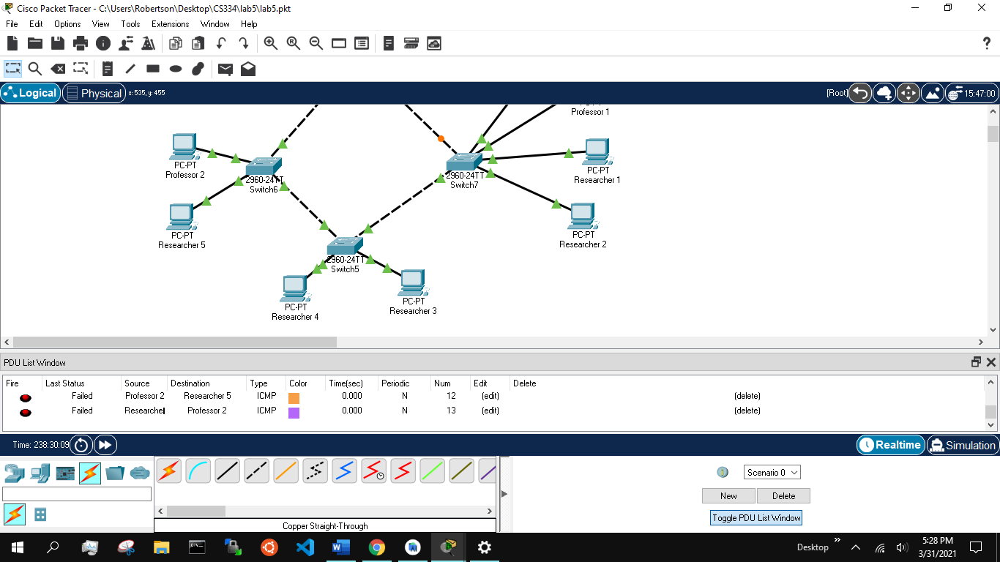 Cisco Packet Tracer - C:\Users\Robertson\Desktop\CS334\lab5\lab5.pkt
File Edit Options View Tools Extensions Window Help
Logical Physical x: 535, y: 455 [Root] 15:47:00
Professor 1
PC-PT
Professor 2
2960-24TT
Switch6
2960-24TT
Switch7
PC-PT
Researcher 1
PC-PT
Researcher 5
PC-PT
Researcher 2
2960-24TT
Switch5
PC-PT
Researcher 4
PC-PT
Researcher 3
PDU List Window
Fire Last Status Source Destination Type Color Time(sec) Periodic Num Edit Delete
Failed Professor 2 Researcher 5 ICMP 0.000 N 12 (edit) (delete)
Failed Researche Professor 2 ICMP 0.000 N 13 (edit) (delete)
Time: 238:30:09 Realtime Simulation
Scenario 0
New Delete
Toggle PDU List Window
Copper Straight-Through
Desktop
5:28 PM
3/31/2021